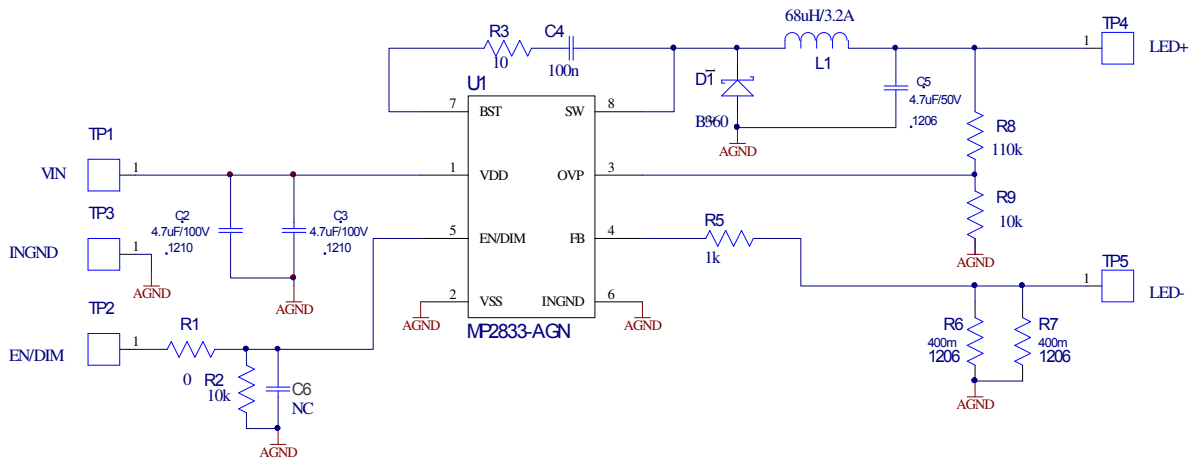 68uH/3.2A
TP4
1
LED+
R3
C4
10
100n
L1
D1
C5
4.7uF/50V
1206
B360
AGND
U1
7
BST
SW
8
R8
110k
TP1
VIN
1
1
VDD
OVP
3
TP3
C2
4.7uF/100V
.1210
C3
4.7uF/100V
.1210
R9
10k
R5
1k
5
EN/DIM
FB
4
INGND
1
AGND
AGND
AGND
TP5
1
LED-
2
VSS
INGND
6
AGND
AGND
TP2
MP2833-AGN
R6
400m
1206
R7
400m
1206
EN/DIM
1
R1
0
R2
10k
C6
NC
AGND
AGND